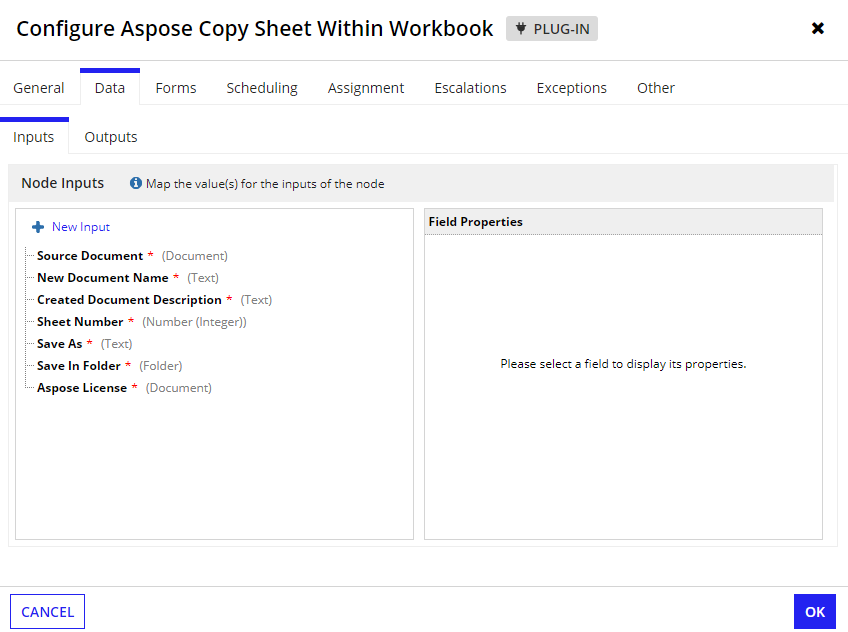 Configure Aspose Copy Sheet Within Workbook PLUG-IN
General Data Forms Scheduling Assignment Escalations Exceptions Other
Inputs Outputs
Node Inputs Map the value(s) for the inputs of the node
New Input
Source Document * (Document)
New Document Name * (Text)
Created Document Description * (Text)
Sheet Number * (Number (Integer))
Save As * (Text)
Save In Folder * (Folder)
Aspose License * (Document)
Field Properties
Please select a field to display its properties.
CANCEL OK